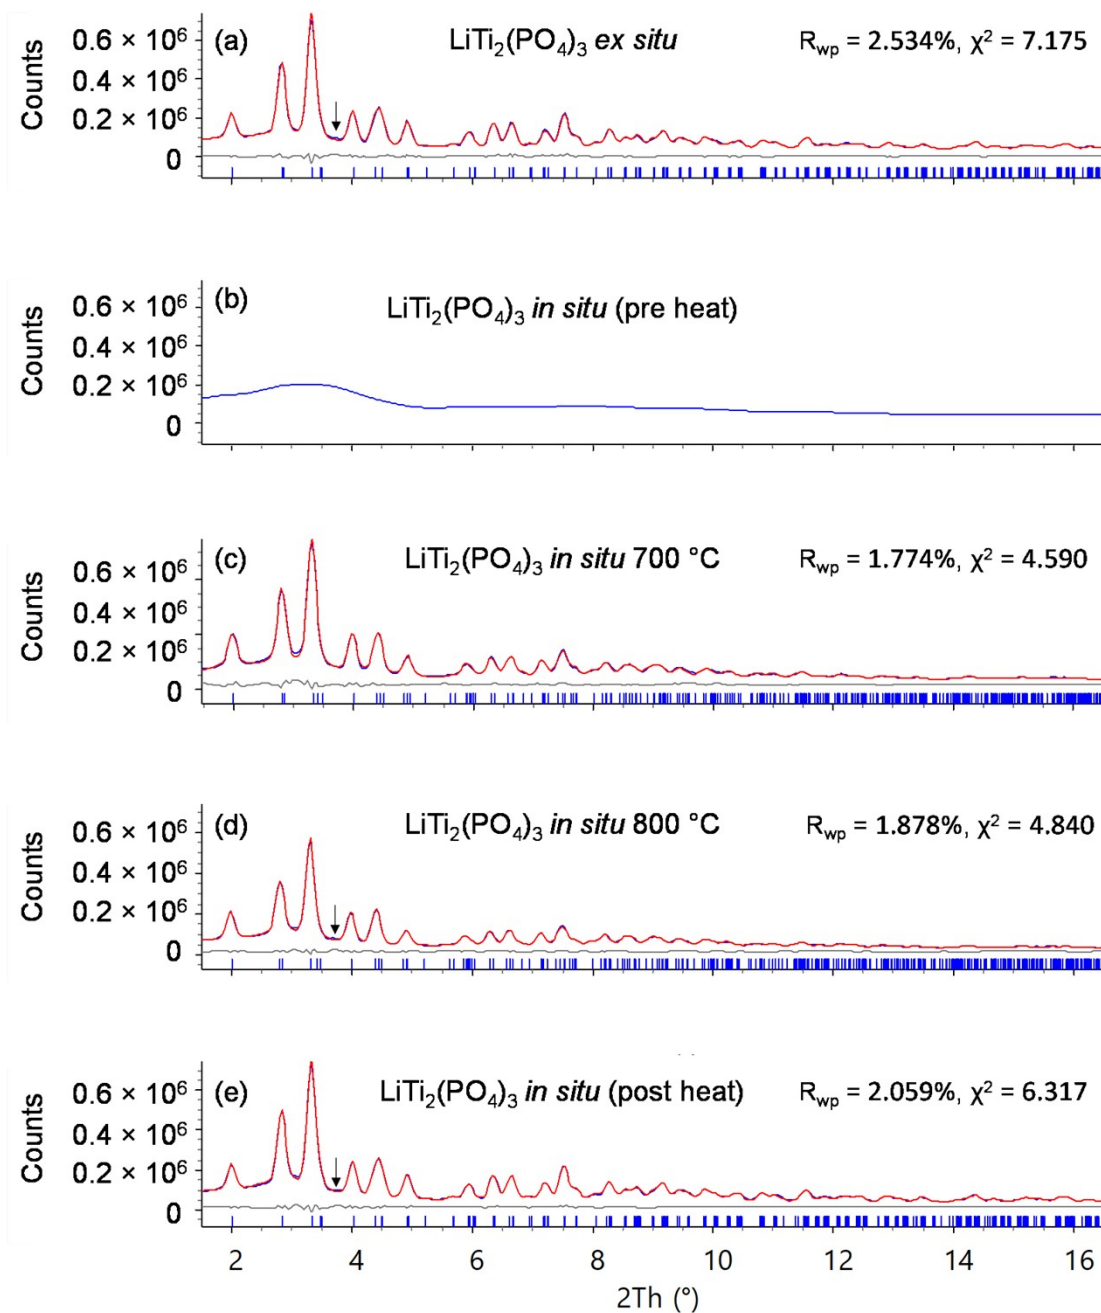 (a) LiTi₂(PO₄)₃ ex situ R_wp = 2.534%, χ² = 7.175
Counts
0.6 × 10⁶
0.4 × 10⁶
0.2 × 10⁶
0
(b) LiTi₂(PO₄)₃ in situ (pre heat)
Counts
0.6 × 10⁶
0.4 × 10⁶
0.2 × 10⁶
0
(c) LiTi₂(PO₄)₃ in situ 700 °C R_wp = 1.774%, χ² = 4.590
Counts
0.6 × 10⁶
0.4 × 10⁶
0.2 × 10⁶
0
(d) LiTi₂(PO₄)₃ in situ 800 °C R_wp = 1.878%, χ² = 4.840
Counts
0.6 × 10⁶
0.4 × 10⁶
0.2 × 10⁶
0
(e) LiTi₂(PO₄)₃ in situ (post heat) R_wp = 2.059%, χ² = 6.317
Counts
0.6 × 10⁶
0.4 × 10⁶
0.2 × 10⁶
0
2 4 6 8 10 12 14 16
2Th (°)